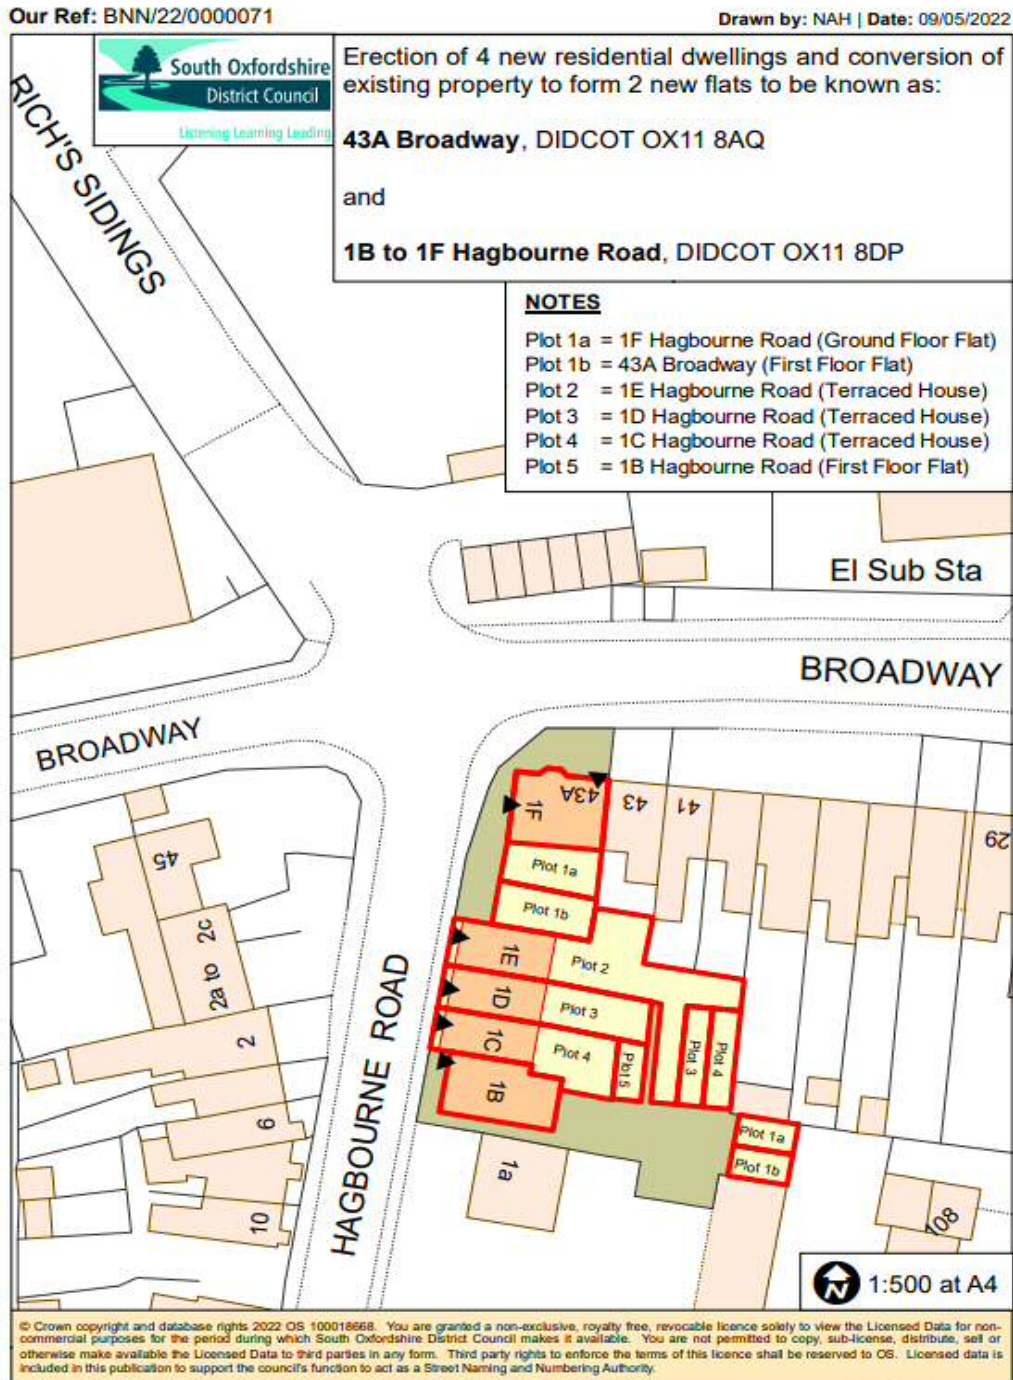 Our Ref: BNN/22/0000071
Drawn by: NAH | Date: 09/05/2022
South Oxfordshire
District Council
Listening Learning Leading
Erection of 4 new residential dwellings and conversion of
existing property to form 2 new flats to be known as:
43A Broadway, DIDCOT OX11 8AQ
and
1B to 1F Hagbourne Road, DIDCOT OX11 8DP
NOTES
Plot 1a = 1F Hagbourne Road (Ground Floor Flat)
Plot 1b = 43A Broadway (First Floor Flat)
Plot 2 = 1E Hagbourne Road (Terraced House)
Plot 3 = 1D Hagbourne Road (Terraced House)
Plot 4 = 1C Hagbourne Road (Terraced House)
Plot 5 = 1B Hagbourne Road (First Floor Flat)
RICH'S SIDINGS
El Sub Sta
BROADWAY
BROADWAY
43A
43
41
29
1F
45
Plot 1a
Plot 1b
2a to 2c
1E
Plot 2
1D
Plot 3
1C
Plot 4
Plot 5
Plot 3
Plot 4
1B
2
6
10
HAGBOURNE ROAD
1a
Plot 1a
Plot 1b
108
N
1:500 at A4
© Crown copyright and database rights 2022 OS 100018668. You are granted a non-exclusive, royalty free, revocable licence solely to view the Licensed Data for non-
commercial purposes for the period during which South Oxfordshire District Council makes it available. You are not permitted to copy, sub-license, distribute, sell or
otherwise make available the Licensed Data to third parties in any form. Third party rights to enforce the terms of this licence shall be reserved to OS. Licensed data is
included in this publication to support the council's function to act as a Street Naming and Numbering Authority.